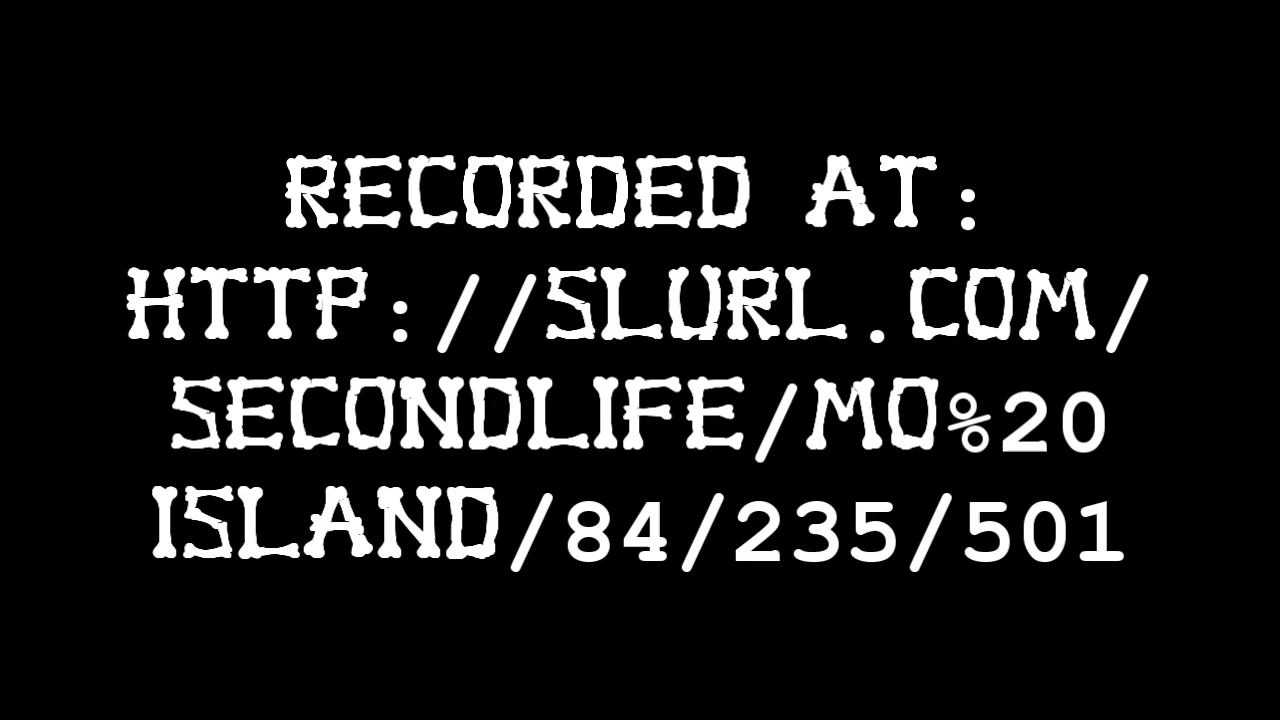 RECORDED AT:
HTTP://SLURL.COM/
SECONDLIFE/MO%20
ISLAND/84/235/501